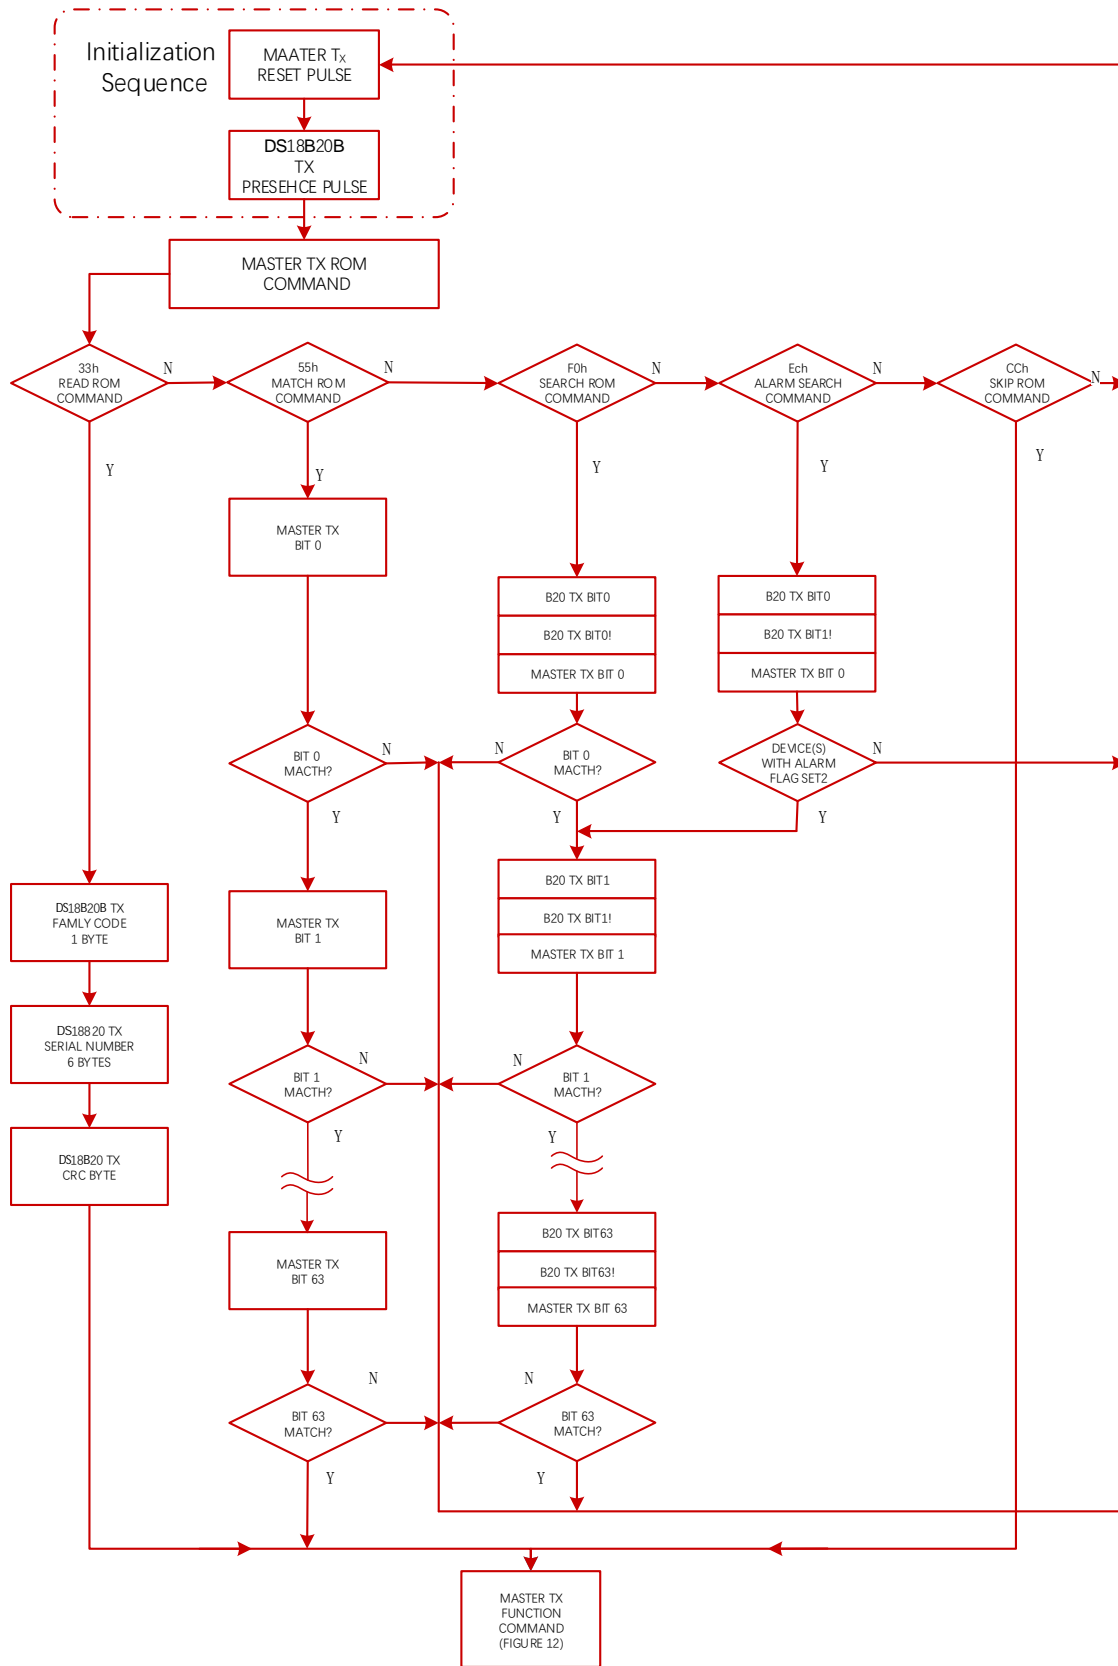 Initialization
Sequence
MAATER Tx
RESET PULSE
DS18B20B
TX
PRESEHCE PULSE
MASTER TX ROM
COMMAND
33h
READ ROM
COMMAND
N
55h
MATCH ROM
COMMAND
N
F0h
SEARCH ROM
COMMAND
N
Ech
ALARM SEARCH
COMMAND
N
CCh
SKIP ROM
COMMAND
N
Y
Y
Y
Y
Y
MASTER TX
BIT 0
B20 TX BIT0
B20 TX BIT0!
MASTER TX BIT 0
B20 TX BIT0
B20 TX BIT1!
MASTER TX BIT 0
BIT 0
MACTH?
N
N
BIT 0
MACTH?
DEVICE(S)
WITH ALARM
FLAG SET2
N
Y
Y
Y
DS18B20B TX
FAMLY CODE
1 BYTE
MASTER TX
BIT 1
B20 TX BIT1
B20 TX BIT1!
MASTER TX BIT 1
DS18820 TX
SERIAL NUMBER
6 BYTES
BIT 1
MACTH?
N
N
BIT 1
MACTH?
Y
Y
DS18B20 TX
CRC BYTE
MASTER TX
BIT 63
B20 TX BIT63
B20 TX BIT63!
MASTER TX BIT 63
BIT 63
MATCH?
N
N
BIT 63
MATCH?
Y
Y
MASTER TX
FUNCTION
COMMAND
(FIGURE 12)